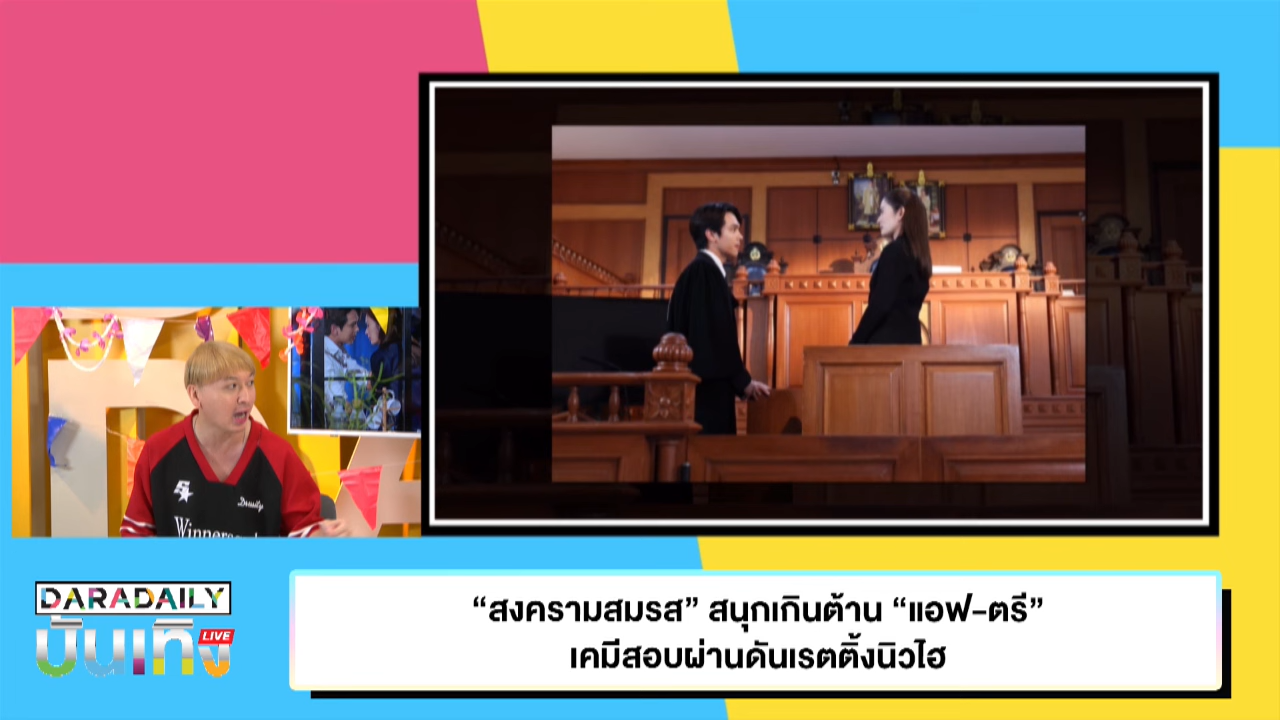 Winners
DARADAILY
บันเทิง LIVE
“สงครามสมรส” สนุกเกินต้าน “แอฟ-ตรี”
เคมีสอบผ่านดันเรตติ้งนิวไฮ